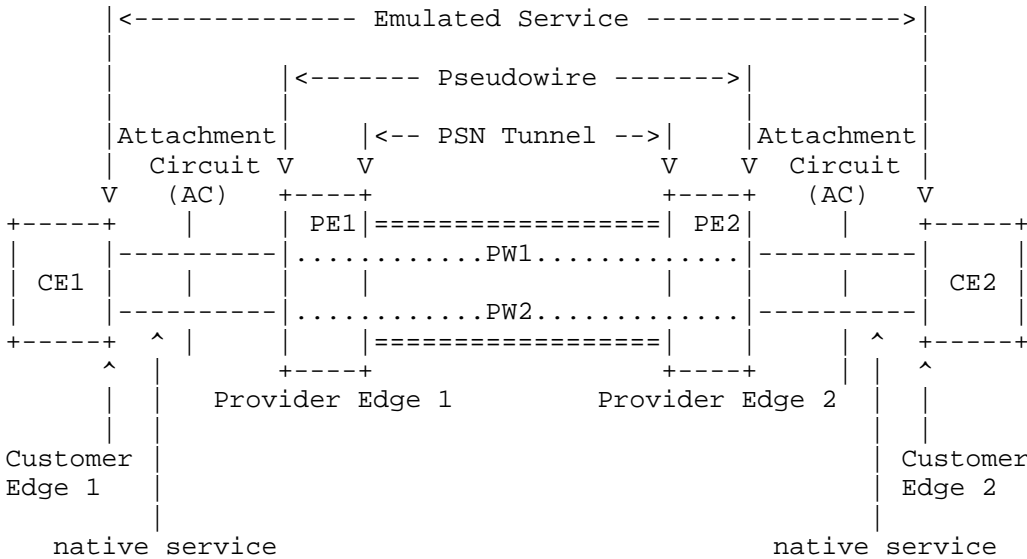 |<-------------- Emulated Service ---------------->|
|<------- Pseudowire ------->|
|Attachment| |<-- PSN Tunnel -->| |Attachment|
Circuit V V V V Circuit
V (AC) +----+ +----+ (AC) V
+-----+ | | PE1|==================| PE2| | +-----+
| |----------|............PW1.............|----------| |
| CE1 | | | | | | | | CE2 |
| |----------|............PW2.............|----------| |
+-----+ ^ | | |==================| | | ^ +-----+
^ | +----+ +----+ | | ^
Provider Edge 1 Provider Edge 2
Customer Customer
Edge 1 Edge 2
native service native service